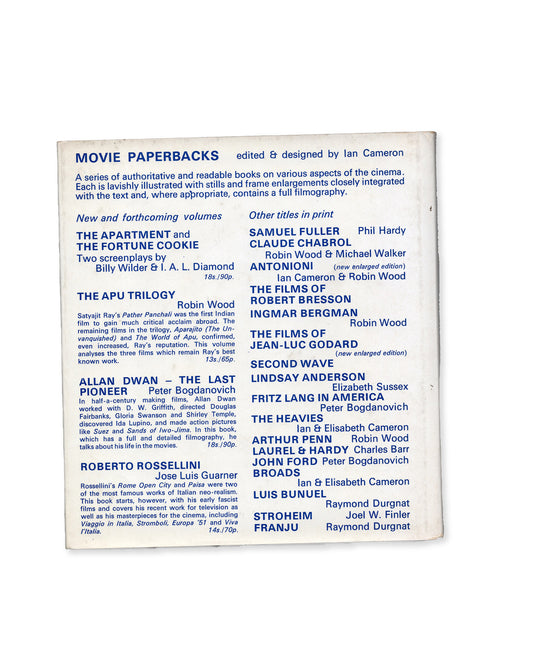 MOVIE PAPERBACKS edited & designed by Ian Cameron
A series of authoritative and readable books on various aspects of the cinema.
Each is lavishly illustrated with stills and frame enlargements closely integrated
with the text and, where appropriate, contains a full filmography.
New and forthcoming volumes
THE APARTMENT and
THE FORTUNE COOKIE
Two screenplays by
Billy Wilder & I. A. L. Diamond
18s./90p.
THE APU TRILOGY
Robin Wood
Satyajit Ray's Pather Panchali was the first Indian
film to gain much critical acclaim abroad. The
remaining films in the trilogy, Aparajito (The Un-
vanquished) and The World of Apu, confirmed,
even increased, Ray's reputation. This volume
analyses the three films which remain Ray's best
known work. 13s./65p.
ALLAN DWAN – THE LAST
PIONEER Peter Bogdanovich
In half-a-century making films, Allan Dwan
worked with D. W. Griffith, directed Douglas
Fairbanks, Gloria Swanson and Shirley Temple,
discovered Ida Lupino, and made action pictures
like Suez and Sands of Iwo-Jima. In this book,
which has a full and detailed filmography, he
talks about his life in the movies. 18s./90p.
ROBERTO ROSSELLINI
Jose Luis Guarner
Rossellini's Rome Open City and Paisa were two
of the most famous works of Italian neo-realism.
This book starts, however, with his early fascist
films and covers his recent work for television as
well as his masterpieces for the cinema, including
Viaggio in Italia, Stromboli, Europa '51 and Viva
l'Italia. 14s./70p.
Other titles in print
SAMUEL FULLER Phil Hardy
CLAUDE CHABROL
Robin Wood & Michael Walker
ANTONIONI (new enlarged edition)
Ian Cameron & Robin Wood
THE FILMS OF
ROBERT BRESSON
INGMAR BERGMAN
Robin Wood
THE FILMS OF
JEAN-LUC GODARD
(new enlarged edition)
SECOND WAVE
LINDSAY ANDERSON
Elizabeth Sussex
FRITZ LANG IN AMERICA
Peter Bogdanovich
THE HEAVIES
Ian & Elisabeth Cameron
ARTHUR PENN Robin Wood
LAUREL & HARDY Charles Barr
JOHN FORD Peter Bogdanovich
BROADS
Ian & Elisabeth Cameron
LUIS BUNUEL
Raymond Durgnat
STROHEIM Joel W. Finler
FRANJU Raymond Durgnat